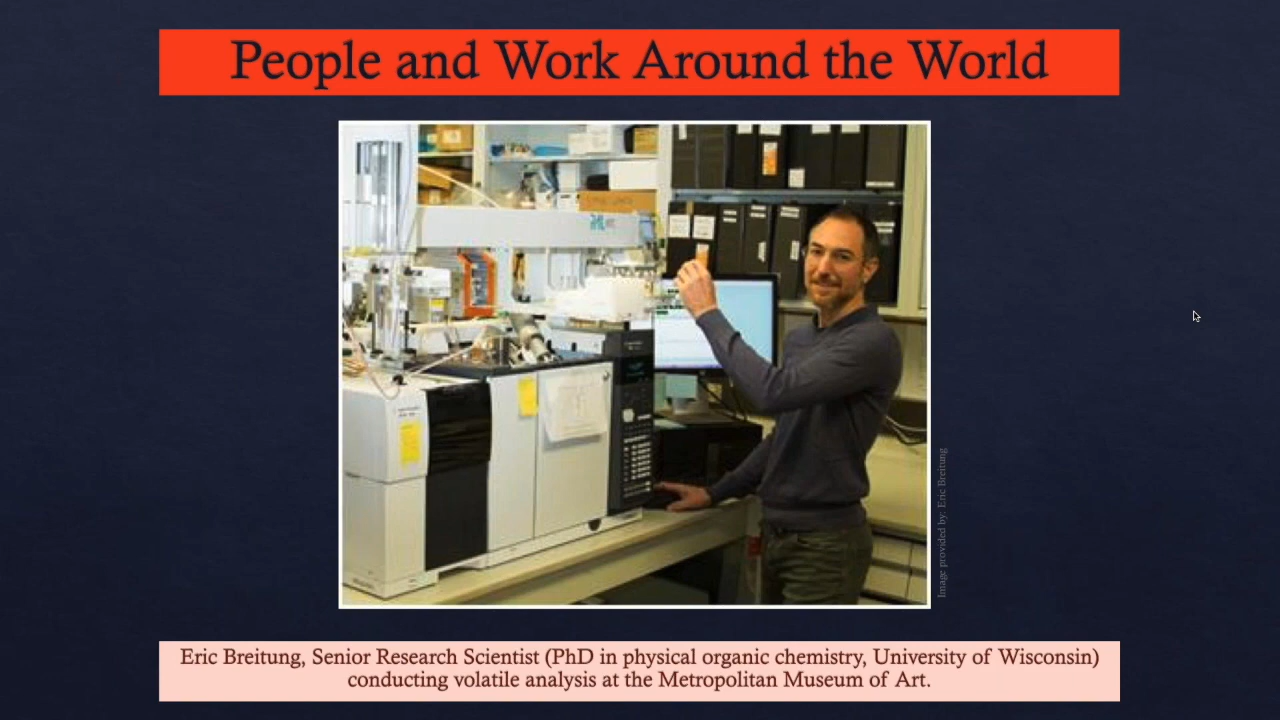 People and Work Around the World
Image provided by: Eric Breitung
Eric Breitung, Senior Research Scientist (PhD in physical organic chemistry, University of Wisconsin)
conducting volatile analysis at the Metropolitan Museum of Art.